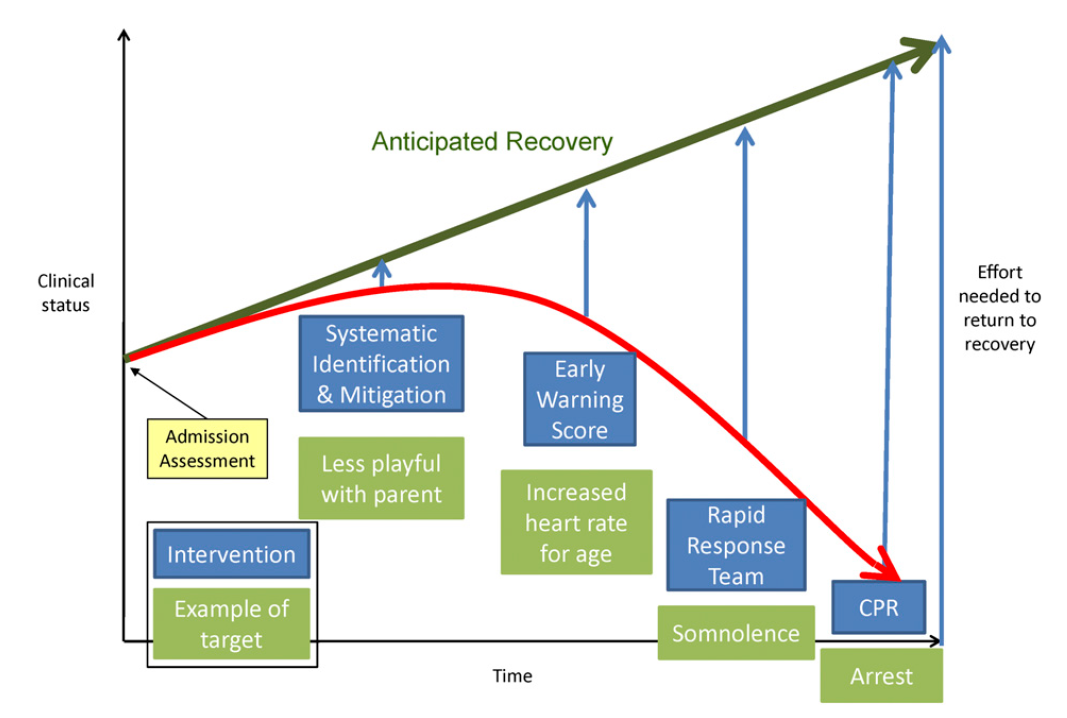 Anticipated Recovery
Clinical
status
Effort
needed to
return to
recovery
Systematic
Identification
& Mitigation
Early
Warning
Score
Admission
Assessment
Less playful
with parent
Increased
heart rate
for age
Rapid
Response
Team
Intervention
Example of
target
CPR
Somnolence
Arrest
Time